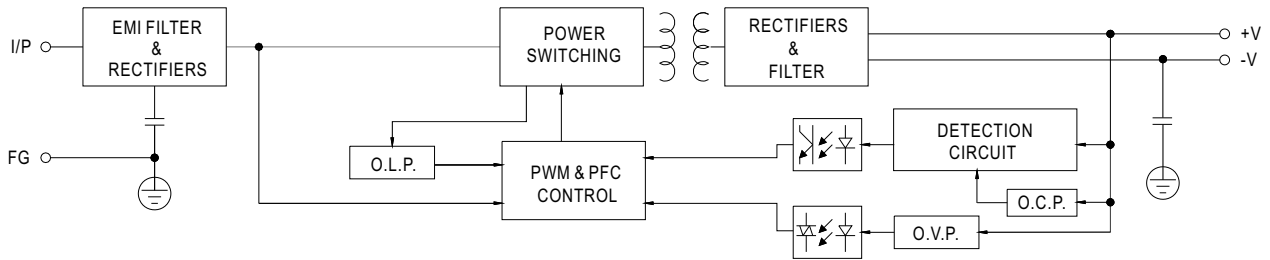 I/P
EMI FILTER
&
RECTIFIERS
POWER
SWITCHING
RECTIFIERS
&
FILTER
+V
-V
FG
O.L.P.
PWM & PFC
CONTROL
DETECTION
CIRCUIT
O.C.P.
O.V.P.